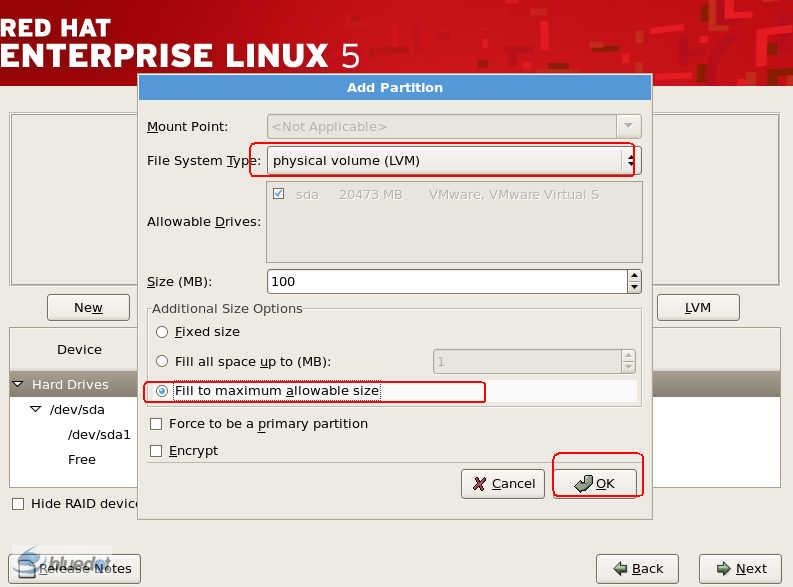 RED HAT
ENTERPRISE LINUX 5
Add Partition
Mount Point: <Not Applicable>
File System Type: physical volume (LVM)
Allowable Drives: sda 20473 MB VMware, VMware Virtual S
Size (MB): 100
Additional Size Options
Fixed size
Fill all space up to (MB): 1
Fill to maximum allowable size
Force to be a primary partition
Encrypt
Cancel OK
New LVM
Device
Hard Drives
/dev/sda
/dev/sda1
Free
Hide RAID device
bluedot
Release Notes Back Next